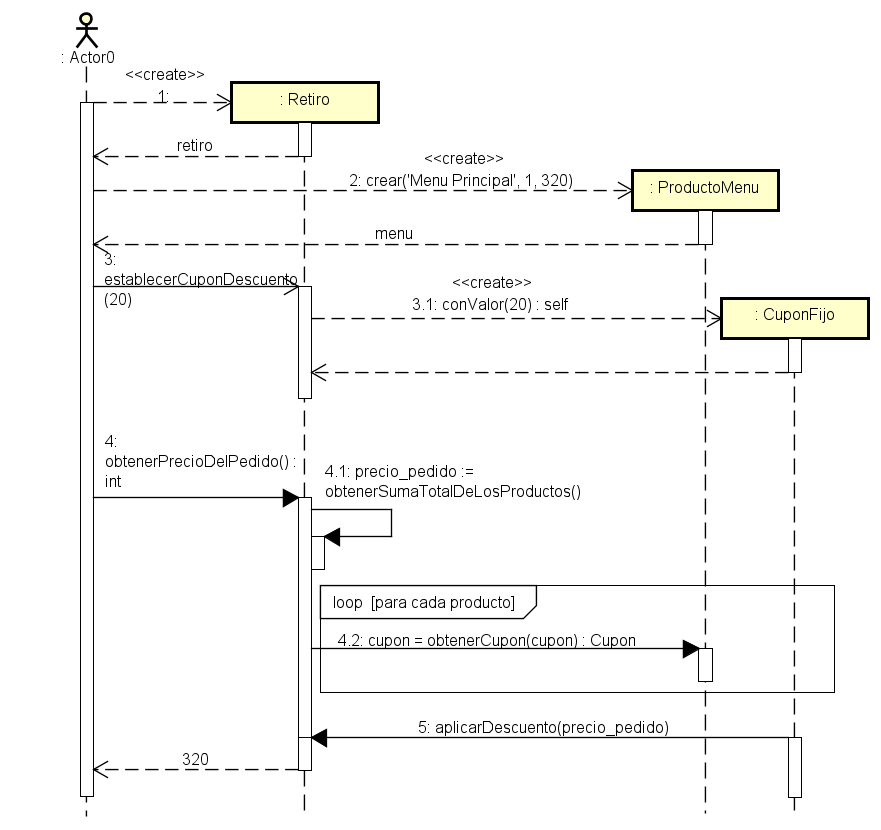 : Actor0
<<create>>
1:
: Retiro
retiro
<<create>>
2: crear('Menu Principal', 1, 320)
: ProductoMenu
menu
3:
establecerCuponDescuento
(20)
<<create>>
3.1: conValor(20) : self
: CuponFijo
4:
obtenerPrecioDelPedido() :
int
4.1: precio_pedido :=
obtenerSumaTotalDeLosProductos()
loop [para cada producto]
4.2: cupon = obtenerCupon(cupon) : Cupon
5: aplicarDescuento(precio_pedido)
320